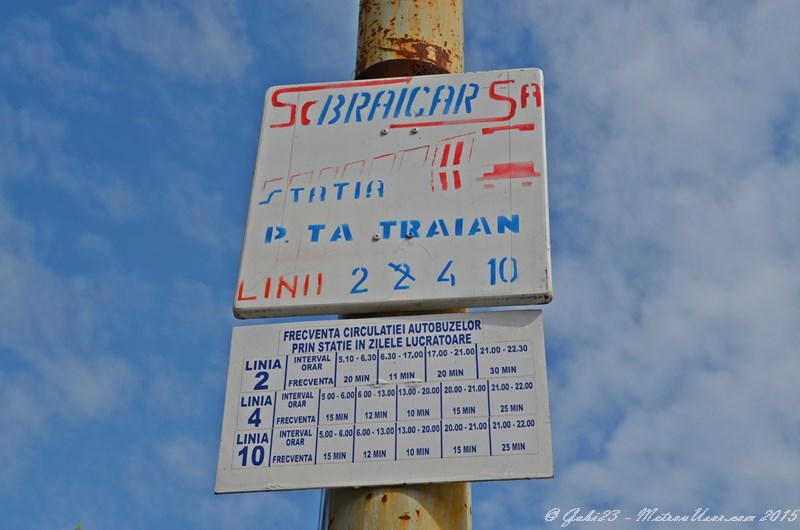 SC BRAICAR SA
STATIA
P. TA TRAIAN
LINII 2 2 4 10
FRECVENTA CIRCULATIEI AUTOBUZELOR
PRIN STATIE IN ZILELE LUCRATOARE
LINIA 2 INTERVAL ORAR 5,10 - 6.30 6.30 - 17.00 17.00 - 21.00 21.00 - 22.30
FRECVENTA 20 MIN 11 MIN 20 MIN 30 MIN
LINIA 4 INTERVAL ORAR 5 00 - 6.00 6 00 - 13.00 13.00 - 20.00 20.00 - 21.00 21.00 - 22.00
FRECVENTA 15 MIN 12 MIN 10 MIN 15 MIN 25 MIN
LINIA 10 INTERVAL ORAR 5.00 - 6.00 6.00 - 13.00 13.00 - 20.00 20.00 - 21.00 21.00 - 22.00
FRECVENTA 15 MIN 12 MIN 10 MIN 15 MIN 25 MIN
© Gabi23 - MetrouUsor.com 2015